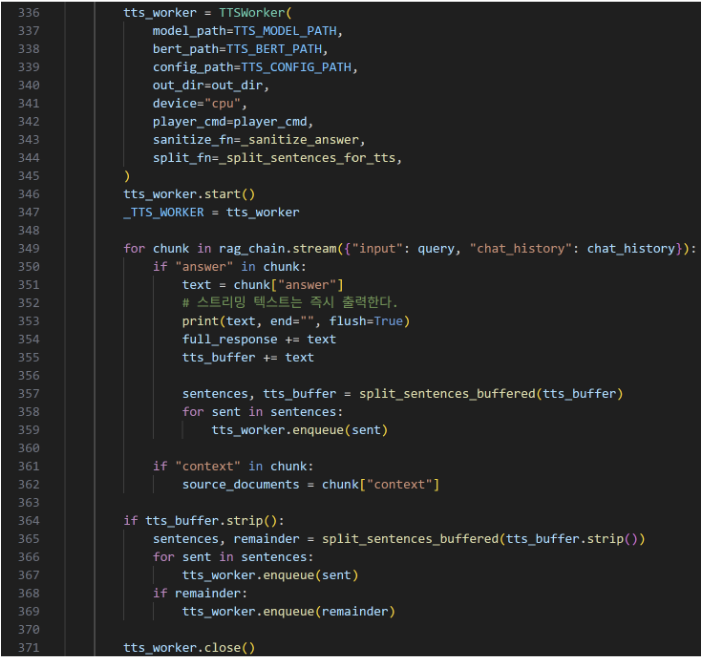 336 tts_worker = TTSWorker(
337     model_path=TTS_MODEL_PATH,
338     bert_path=TTS_BERT_PATH,
339     config_path=TTS_CONFIG_PATH,
340     out_dir=out_dir,
341     device="cpu",
342     player_cmd=player_cmd,
343     sanitize_fn=_sanitize_answer,
344     split_fn=_split_sentences_for_tts,
345 )
346 tts_worker.start()
347 _TTS_WORKER = tts_worker
348
349 for chunk in rag_chain.stream({"input": query, "chat_history": chat_history}):
350     if "answer" in chunk:
351         text = chunk["answer"]
352         # 스트리밍 텍스트는 즉시 출력한다.
353         print(text, end="", flush=True)
354         full_response += text
355         tts_buffer += text
356
357         sentences, tts_buffer = split_sentences_buffered(tts_buffer)
358         for sent in sentences:
359             tts_worker.enqueue(sent)
360
361     if "context" in chunk:
362         source_documents = chunk["context"]
363
364 if tts_buffer.strip():
365     sentences, remainder = split_sentences_buffered(tts_buffer.strip())
366     for sent in sentences:
367         tts_worker.enqueue(sent)
368     if remainder:
369         tts_worker.enqueue(remainder)
370
371 tts_worker.close()